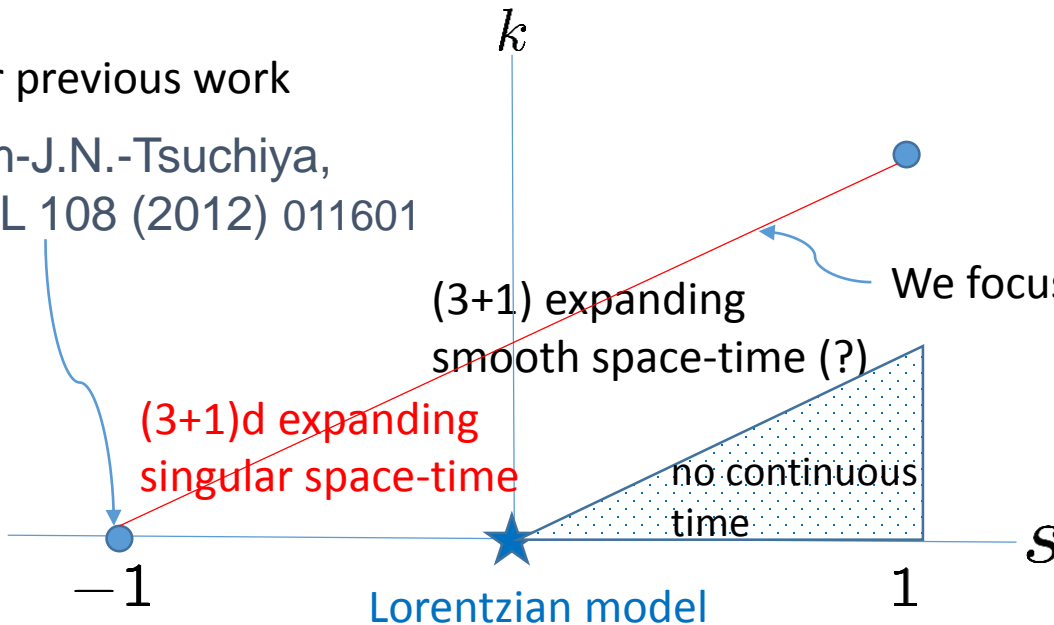 k
previous work
J.N.-Tsuchiya,
108 (2012) 011601
We
(3+1) expanding
smooth space-time (?)
(3+1)d expanding
singular space-time
no continuous
time
s
−1
1
Lorentzian model